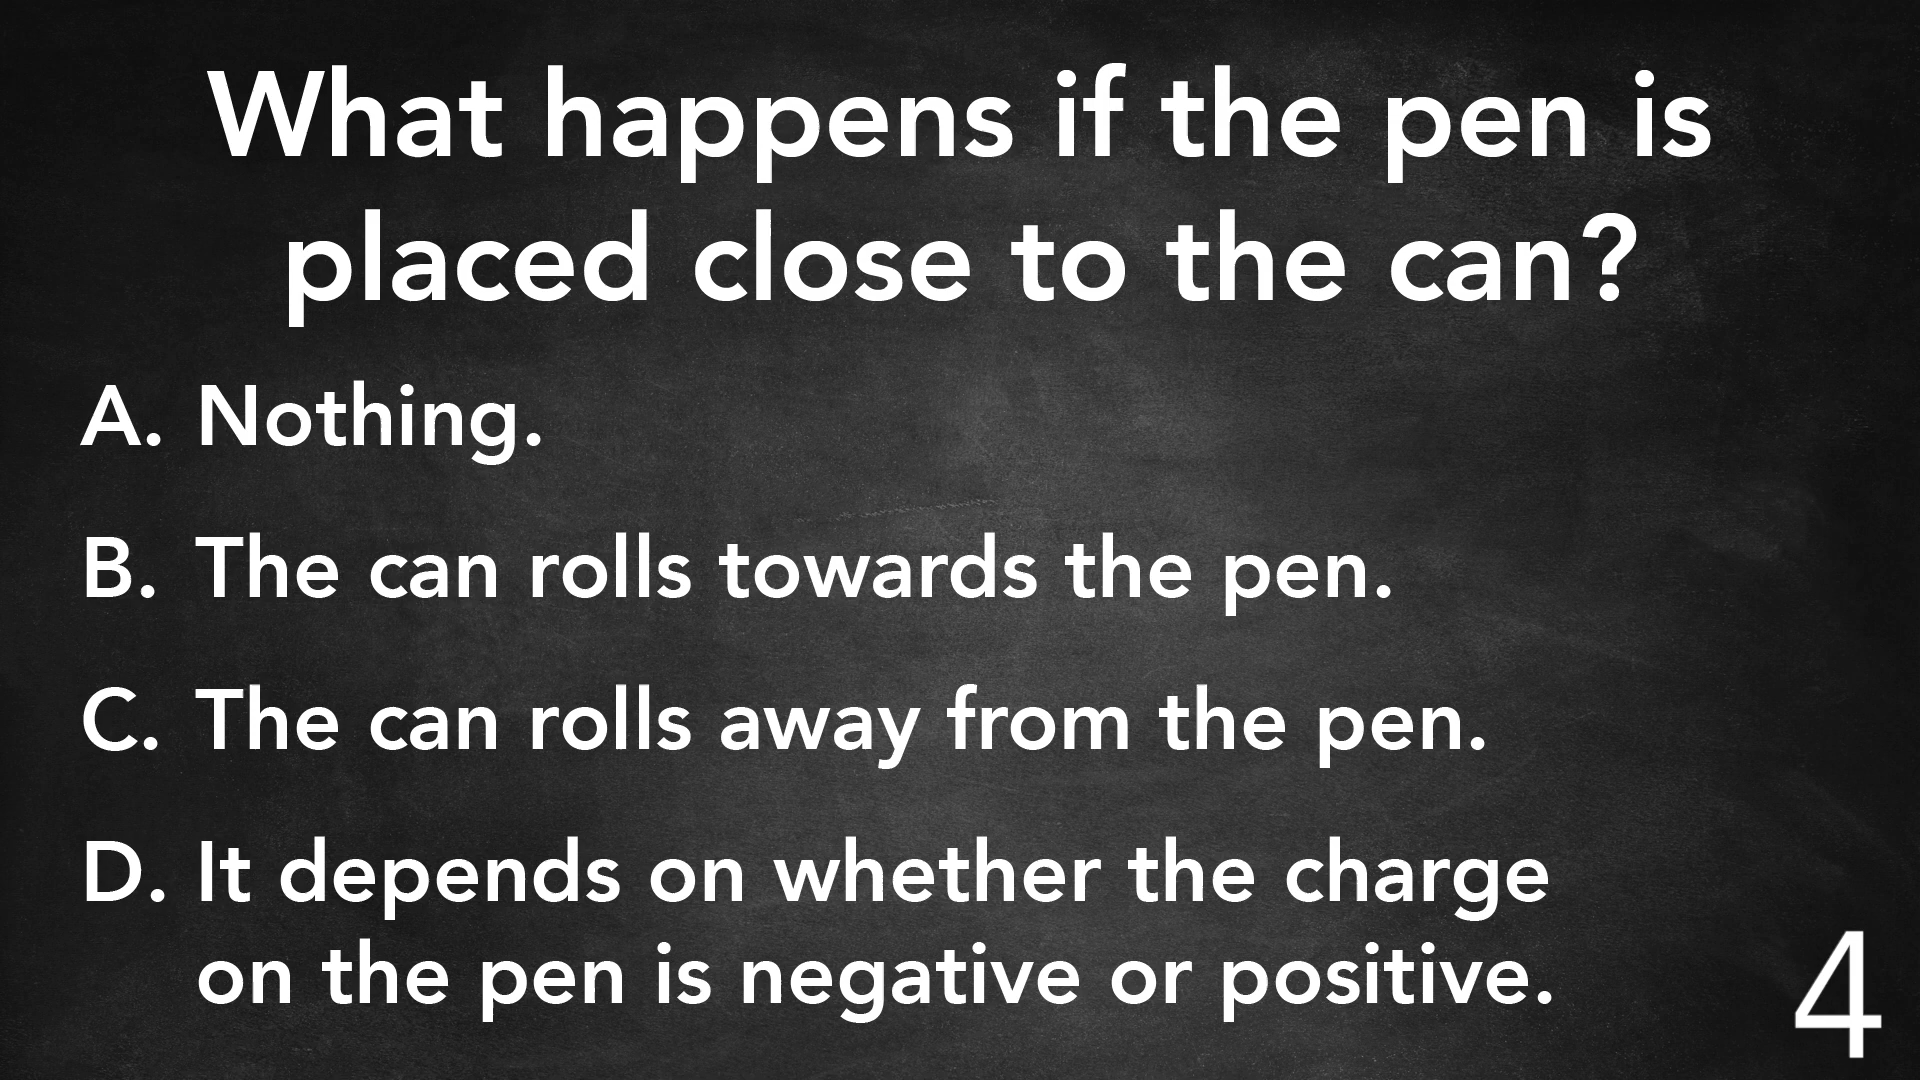 What happens if the pen is
placed close to the can?
A. Nothing.
B. The can rolls towards the pen.
C. The can rolls away from the pen.
D. It depends on whether the charge
on the pen is negative or positive.
4